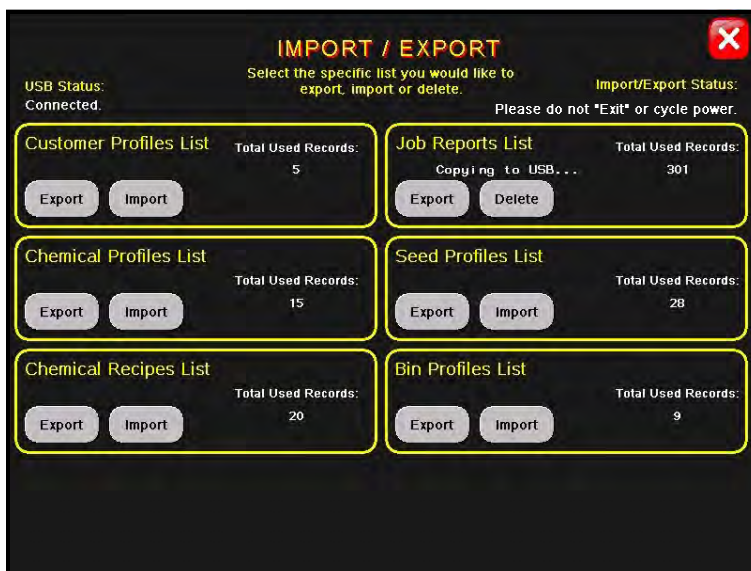 IMPORT / EXPORT
Select the specific list you would like to
export, import or delete.
USB Status:
Connected.
Import/Export Status:
Please do not "Exit" or cycle power.
Customer Profiles List
Total Used Records:
5
Export
Import
Job Reports List
Total Used Records:
Copying to USB...
301
Export
Delete
Chemical Profiles List
Total Used Records:
15
Export
Import
Seed Profiles List
Total Used Records:
28
Export
Import
Chemical Recipes List
Total Used Records:
20
Export
Import
Bin Profiles List
Total Used Records:
9
Export
Import